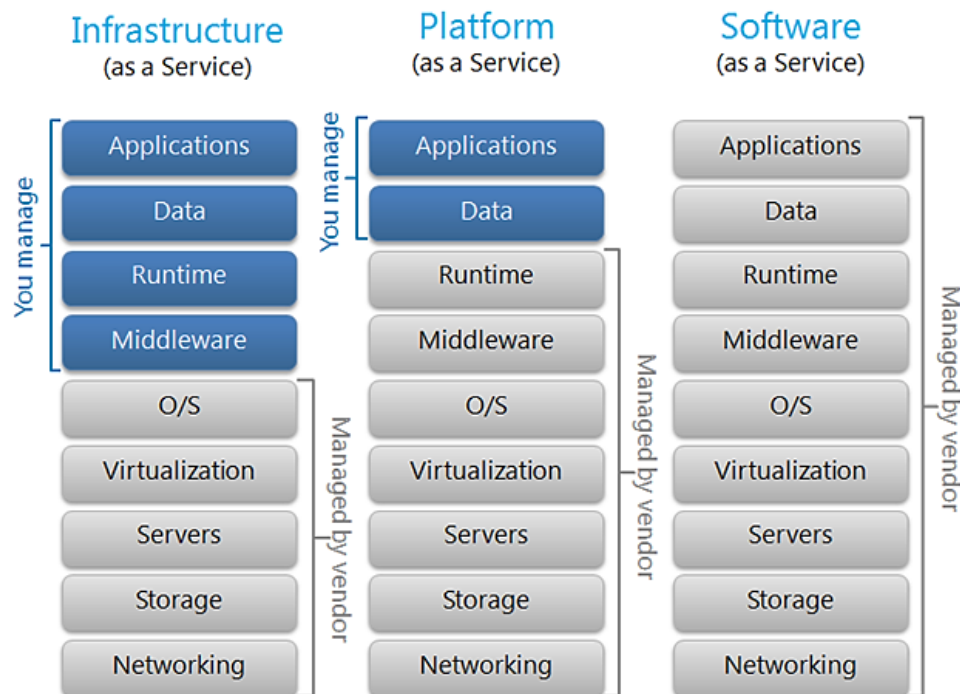 Infrastructure
(as a Service)
You manage
Applications
Data
Runtime
Middleware
O/S
Virtualization
Servers
Storage
Networking
Managed by vendor
Platform
(as a Service)
You manage
Applications
Data
Runtime
Middleware
O/S
Virtualization
Servers
Storage
Networking
Managed by vendor
Software
(as a Service)
Applications
Data
Runtime
Middleware
O/S
Virtualization
Servers
Storage
Networking
Managed by vendor